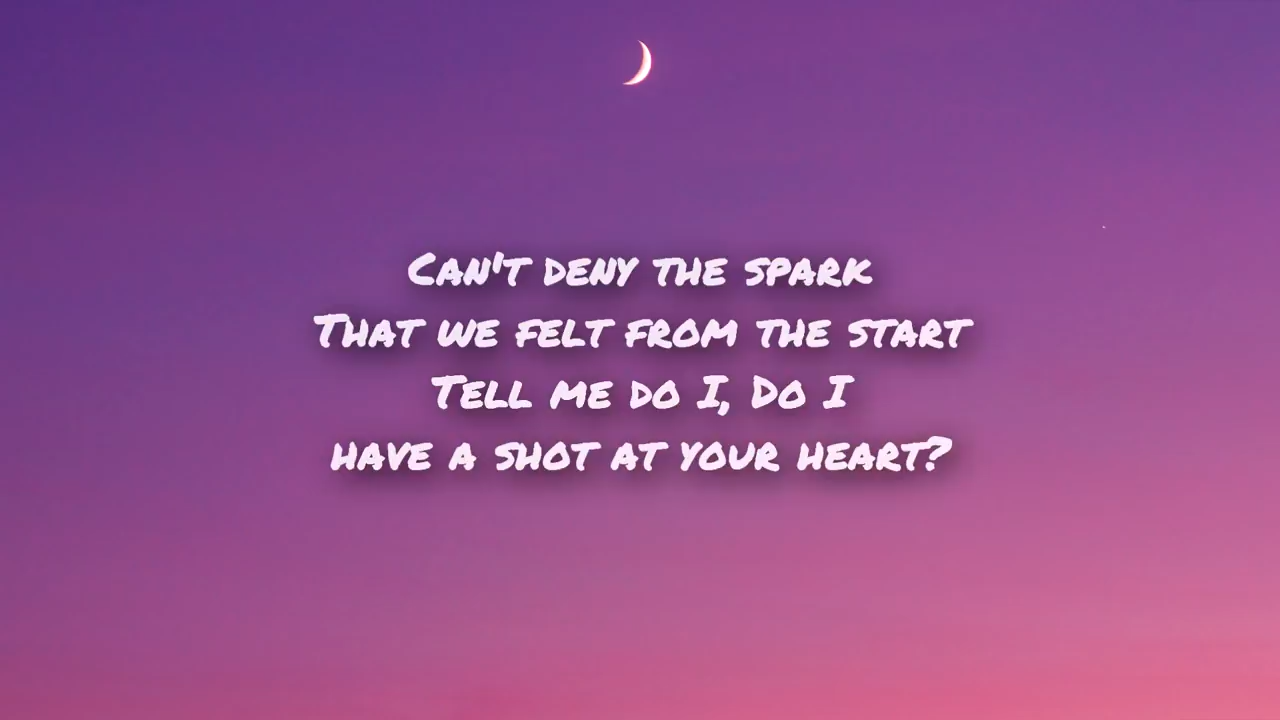 Can't deny the spark
That we felt from the start
Tell me do I, Do I
have a shot at your heart?